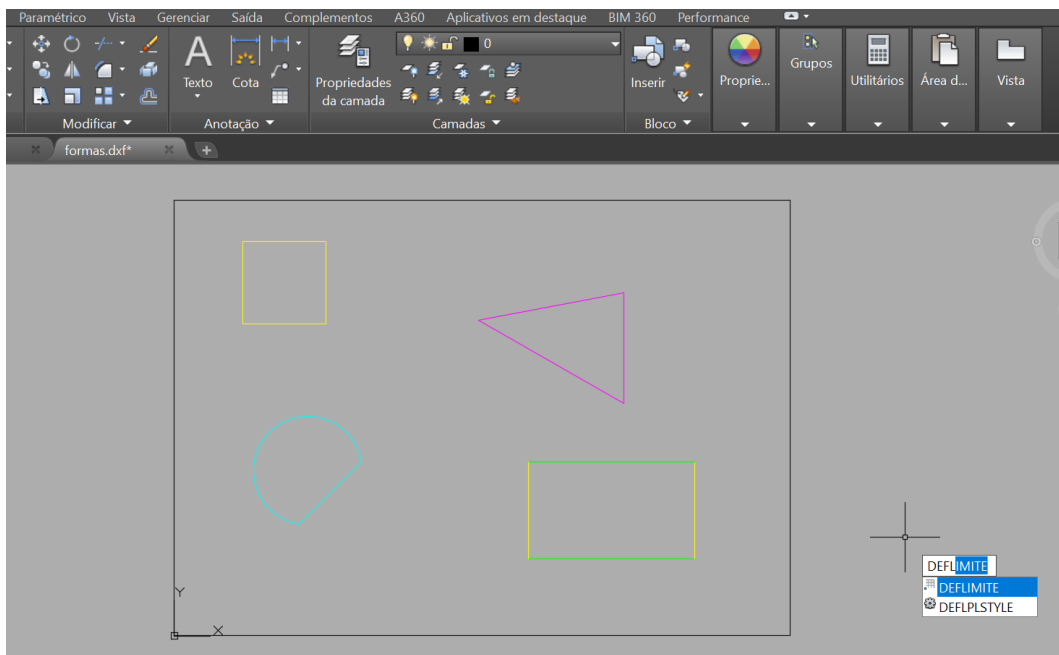 Paramétrico Vista Gerenciar Saída Complementos A360 Aplicativos em destaque BIM 360 Performance
0
Texto Cota Propriedades da camada Inserir Proprie... Grupos Utilitários Área d... Vista
Modificar Anotação Camadas Bloco
formas.dxf*
Y
X
DEFLIMITE
DEFLIMITE
DEFLPLSTYLE